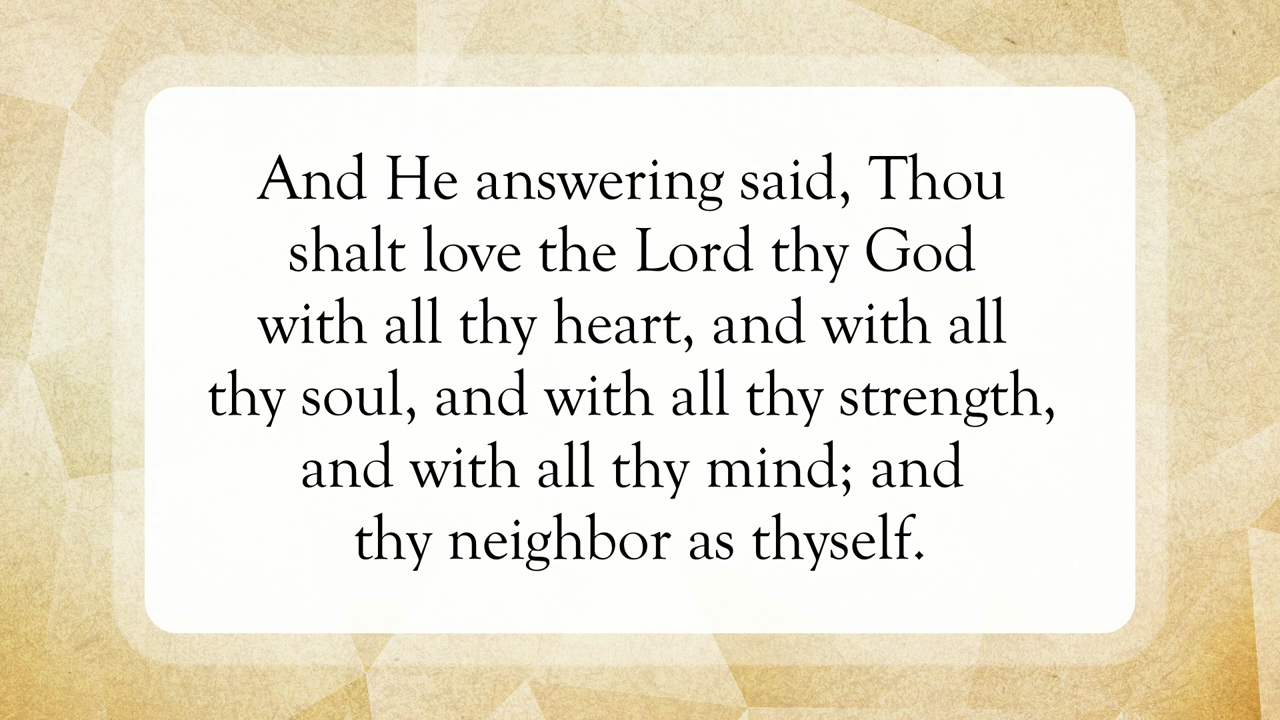 And He answering said, Thou
shalt love the Lord thy God
with all thy heart, and with all
thy soul, and with all thy strength,
and with all thy mind; and
thy neighbor as thyself.